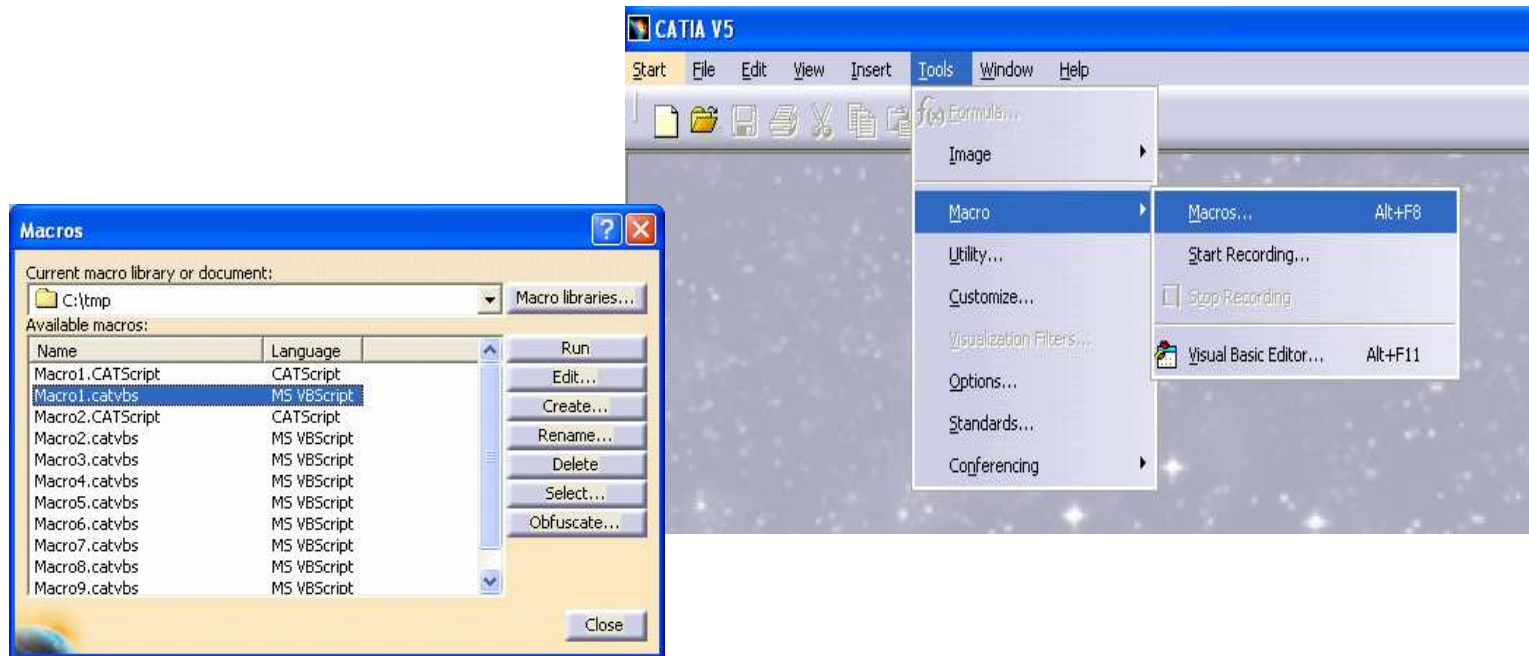 CATIA V5
Start File Edit View Insert Tools Window Help
f(x) Formula...
Image
Macro
Utility...
Customize...
Visualization Filters...
Options...
Standards...
Conferencing
Macros... Alt+F8
Start Recording...
Stop Recording
Visual Basic Editor... Alt+F11
Macros
Current macro library or document:
C:\tmp
Macro libraries...
Available macros:
Name Language
Macro1.CATScript CATScript
Macro1.catvbs MS VBScript
Macro2.CATScript CATScript
Macro2.catvbs MS VBScript
Macro3.catvbs MS VBScript
Macro4.catvbs MS VBScript
Macro5.catvbs MS VBScript
Macro6.catvbs MS VBScript
Macro7.catvbs MS VBScript
Macro8.catvbs MS VBScript
Macro9.catvbs MS VBScript
Run
Edit...
Create...
Rename...
Delete
Select...
Obfuscate...
Close